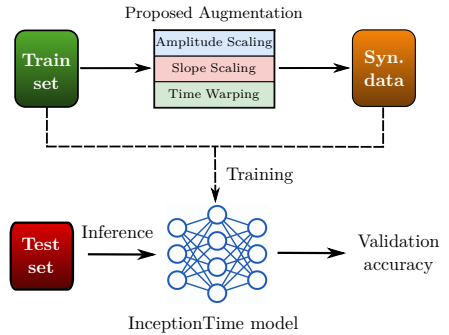 Proposed Augmentation
Train
set
Amplitude Scaling
Slope Scaling
Time Warping
Syn.
data
Training
Test
set
Inference
Validation
accuracy
InceptionTime model